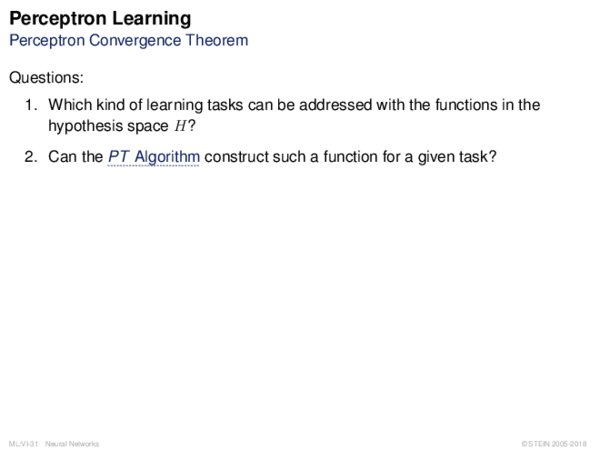 Perceptron Learning
Perceptron Convergence Theorem
Questions:
1. Which kind of learning tasks can be addressed with the functions in the
hypothesis space H?
2. Can the PT Algorithm construct such a function for a given task?
ML:VI-31 Neural Networks
© STEIN 2005-2018